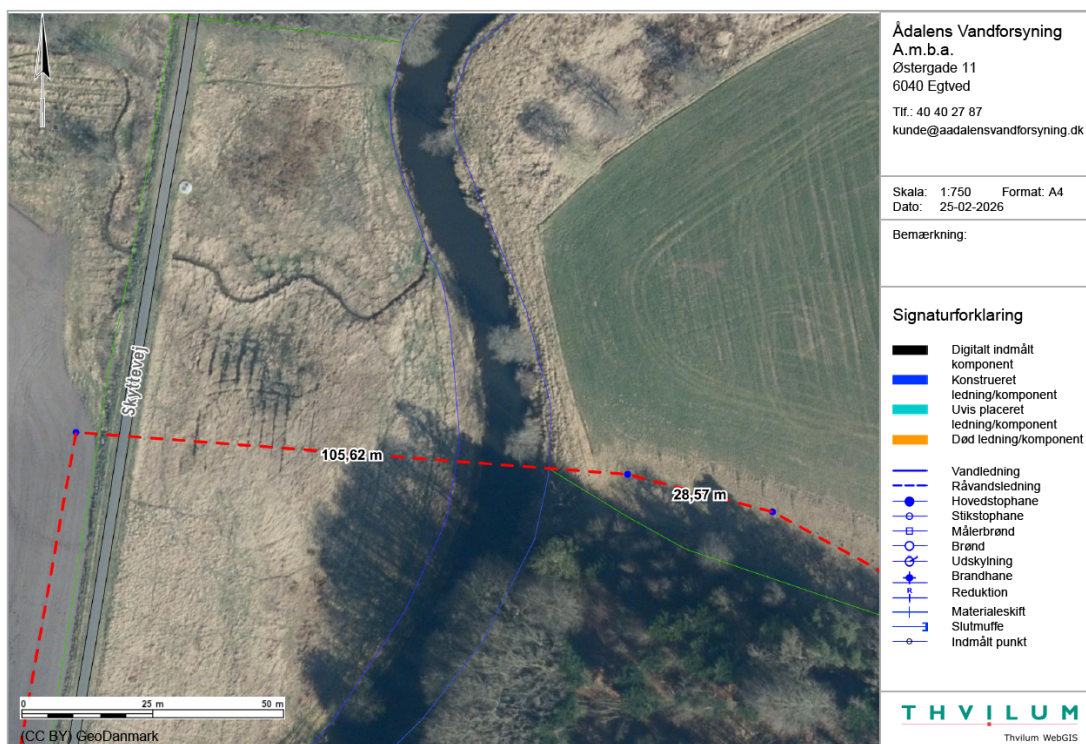 Skyttevej
105,62 m
28,57 m
0
25 m
50 m
(CC BY) GeoDanmark
Ådalens Vandforsyning
A.m.b.a.
Østergade 11
6040 Egtved
Tlf.: 40 40 27 87
kunde@aadalensvandforsyning.dk
Skala: 1:750 Format: A4
Dato: 25-02-2026
Bemærkning:
Signaturforklaring
Digitalt indmålt
komponent
Konstrueret
ledning/komponent
Uvis placeret
ledning/komponent
Død ledning/komponent
Vandledning
Råvandsledning
Hovedstophane
Stikstophane
Målerbrønd
Brønd
Udskylning
Brandhane
R
Reduktion
Materialeskift
Slutmuffe
Indmålt punkt
THVILUM
Thvilum WebGIS